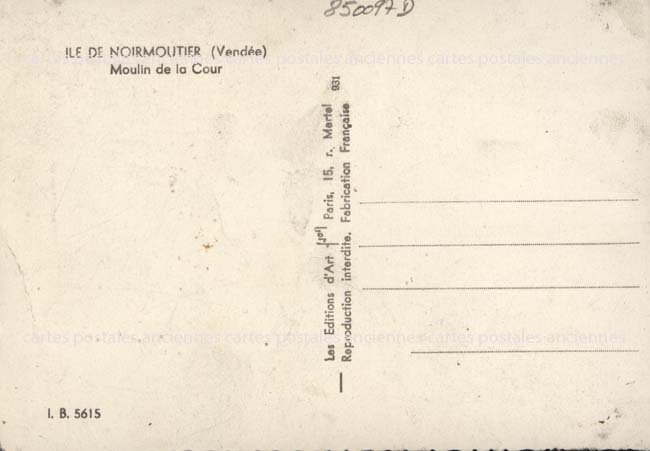 850097D
ILE DE NOIRMOUTIER (Vendée)
Moulin de la Cour
cartes postales anciennes cartes postales anciennes cartes postales anciennes
Les Editions d'Art "Jof" Paris, 15, r. Martel
Reproduction interdite. Fabrication Française 931
cartes postales anciennes cartes postales anciennes cartes postales anciennes
I. B. 5615